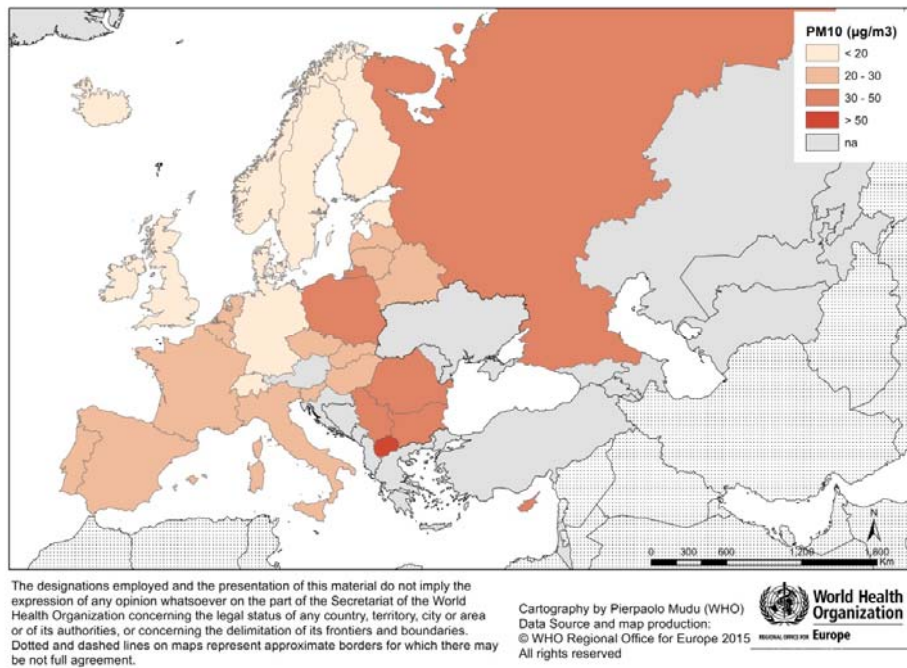 PM10 (µg/m3)
< 20
20 - 30
30 - 50
> 50
na
N
0 300 600 1,200 1,800
Km
The designations employed and the presentation of this material do not imply the
expression of any opinion whatsoever on the part of the Secretariat of the World
Health Organization concerning the legal status of any country, territory, city or area
or of its authorities, or concerning the delimitation of its frontiers and boundaries.
Dotted and dashed lines on maps represent approximate borders for which there may
be not full agreement.
Cartography by Pierpaolo Mudu (WHO)
Data Source and map production:
© WHO Regional Office for Europe 2015
All rights reserved
World Health
Organization
REGIONAL OFFICE FOR Europe